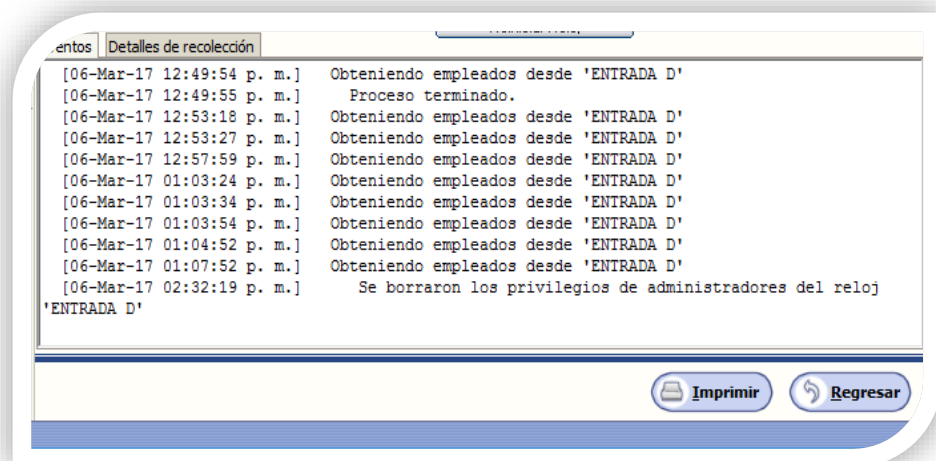 entos Detalles de recolección
[06-Mar-17 12:49:54 p. m.] Obteniendo empleados desde 'ENTRADA D'
[06-Mar-17 12:49:55 p. m.] Proceso terminado.
[06-Mar-17 12:53:18 p. m.] Obteniendo empleados desde 'ENTRADA D'
[06-Mar-17 12:53:27 p. m.] Obteniendo empleados desde 'ENTRADA D'
[06-Mar-17 12:57:59 p. m.] Obteniendo empleados desde 'ENTRADA D'
[06-Mar-17 01:03:24 p. m.] Obteniendo empleados desde 'ENTRADA D'
[06-Mar-17 01:03:34 p. m.] Obteniendo empleados desde 'ENTRADA D'
[06-Mar-17 01:03:54 p. m.] Obteniendo empleados desde 'ENTRADA D'
[06-Mar-17 01:04:52 p. m.] Obteniendo empleados desde 'ENTRADA D'
[06-Mar-17 01:07:52 p. m.] Obteniendo empleados desde 'ENTRADA D'
[06-Mar-17 02:32:19 p. m.] Se borraron los privilegios de administradores del reloj
'ENTRADA D'
Imprimir Regresar